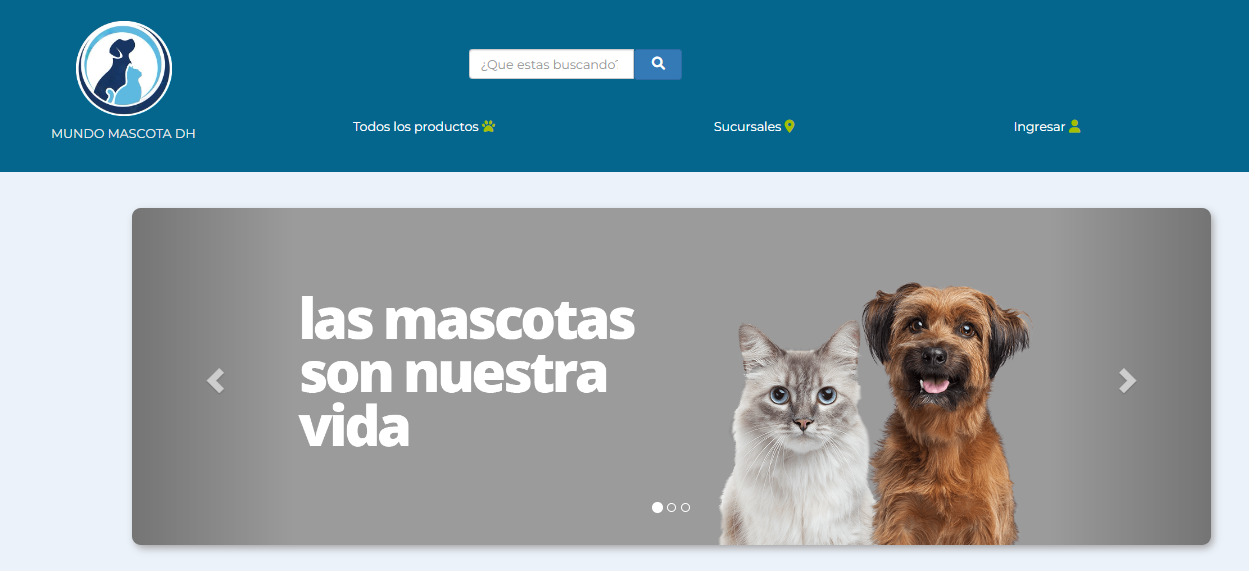 ¿Que estas buscando?
MUNDO MASCOTA DH
Todos los productos
Sucursales
Ingresar
las mascotas
son nuestra
vida